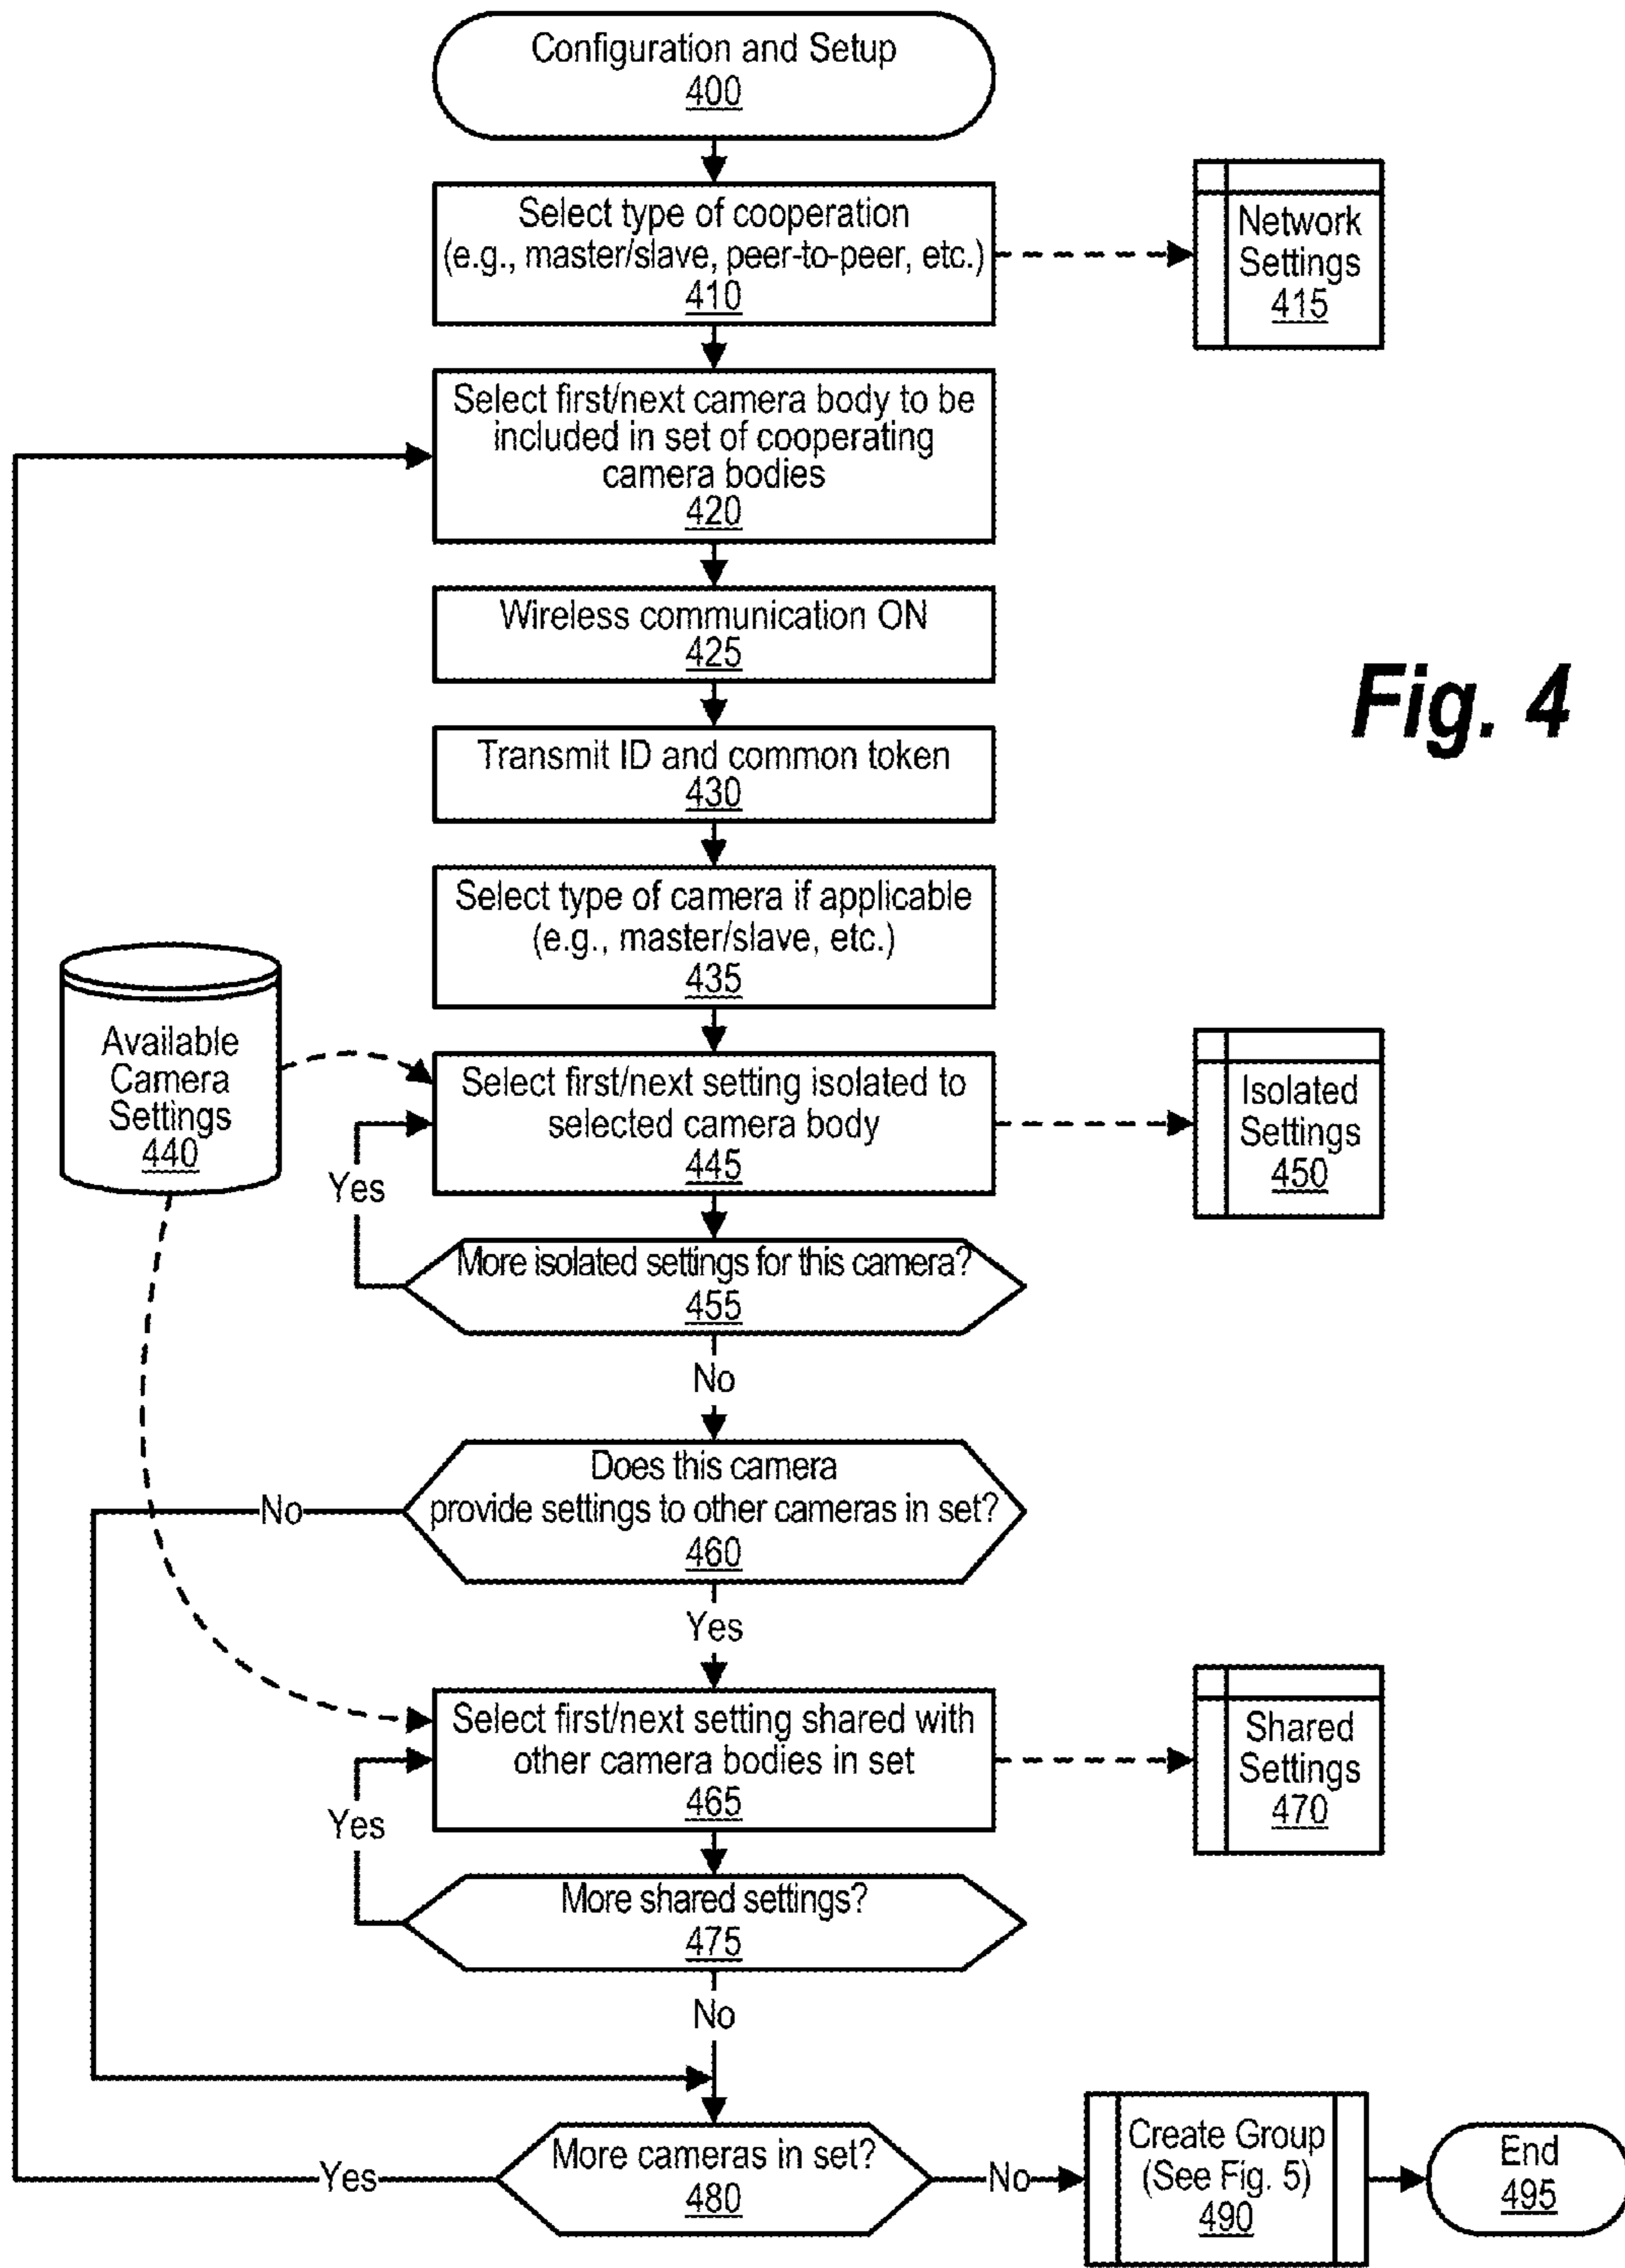 Configuration and Setup
400
Select type of cooperation
(e.g., master/slave, peer-to-peer, etc.)
410
Network
Settings
415
Select first/next camera body to be
included in set of cooperating
camera bodies
420
Wireless communication ON
425
Fig. 4
Transmit ID and common token
430
Select type of camera if applicable
(e.g., master/slave, etc.)
435
Available
Camera
Settings
440
Select first/next setting isolated to
selected camera body
445
Isolated
Settings
450
Yes
More isolated settings for this camera?
455
No
Does this camera
provide settings to other cameras in set?
460
No
Yes
Select first/next setting shared with
other camera bodies in set
465
Shared
Settings
470
Yes
More shared settings?
475
No
More cameras in set?
480
Yes
No
Create Group
(See Fig. 5)
490
End
495